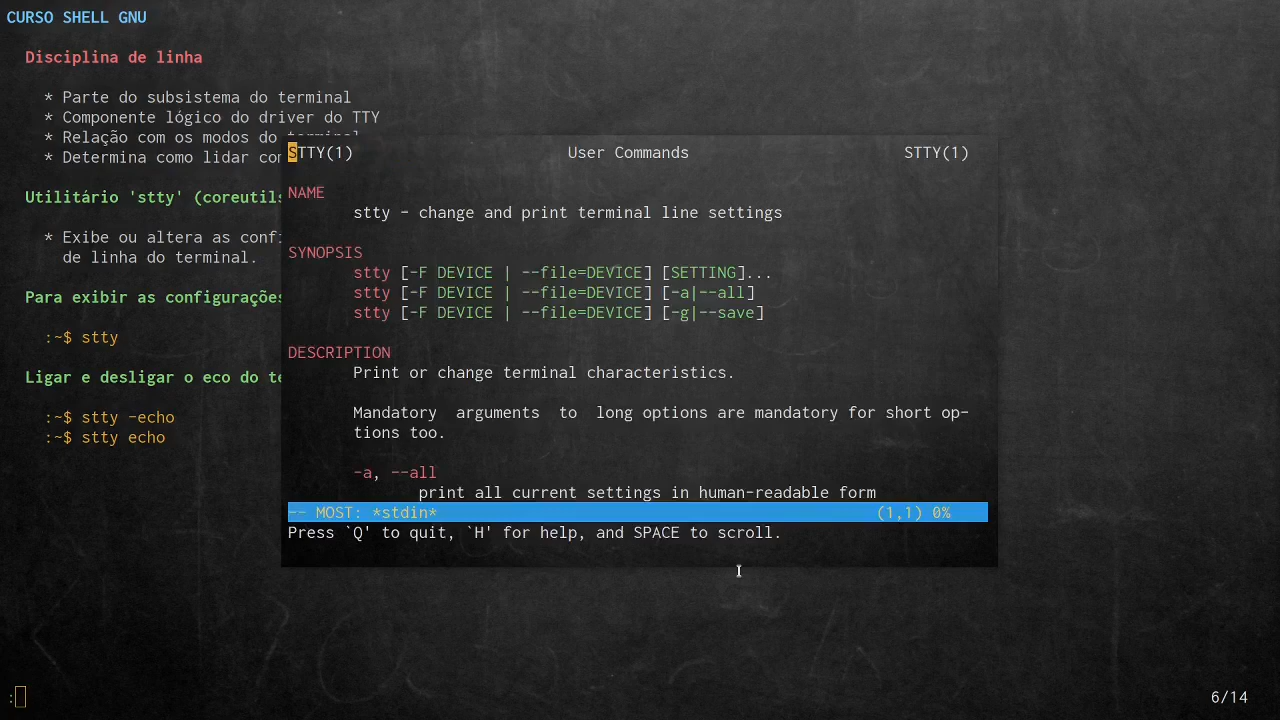 CURSO SHELL GNU
Disciplina de linha
* Parte do subsistema do terminal
* Componente lógico do driver do TTY
* Relação com os modos do terminal
* Determina como lidar com
Utilitário 'stty' (coreutils
* Exibe ou altera as confi
de linha do terminal.
Para exibir as configurações
:~$ stty
Ligar e desligar o eco do te
:~$ stty -echo
:~$ stty echo
STTY(1) User Commands STTY(1)
NAME
stty - change and print terminal line settings
SYNOPSIS
stty [-F DEVICE | --file=DEVICE] [SETTING]...
stty [-F DEVICE | --file=DEVICE] [-a|--all]
stty [-F DEVICE | --file=DEVICE] [-g|--save]
DESCRIPTION
Print or change terminal characteristics.
Mandatory arguments to long options are mandatory for short op-
tions too.
-a, --all
print all current settings in human-readable form
-- MOST: *stdin* (1,1) 0%
Press `Q' to quit, `H' for help, and SPACE to scroll.
:
6/14